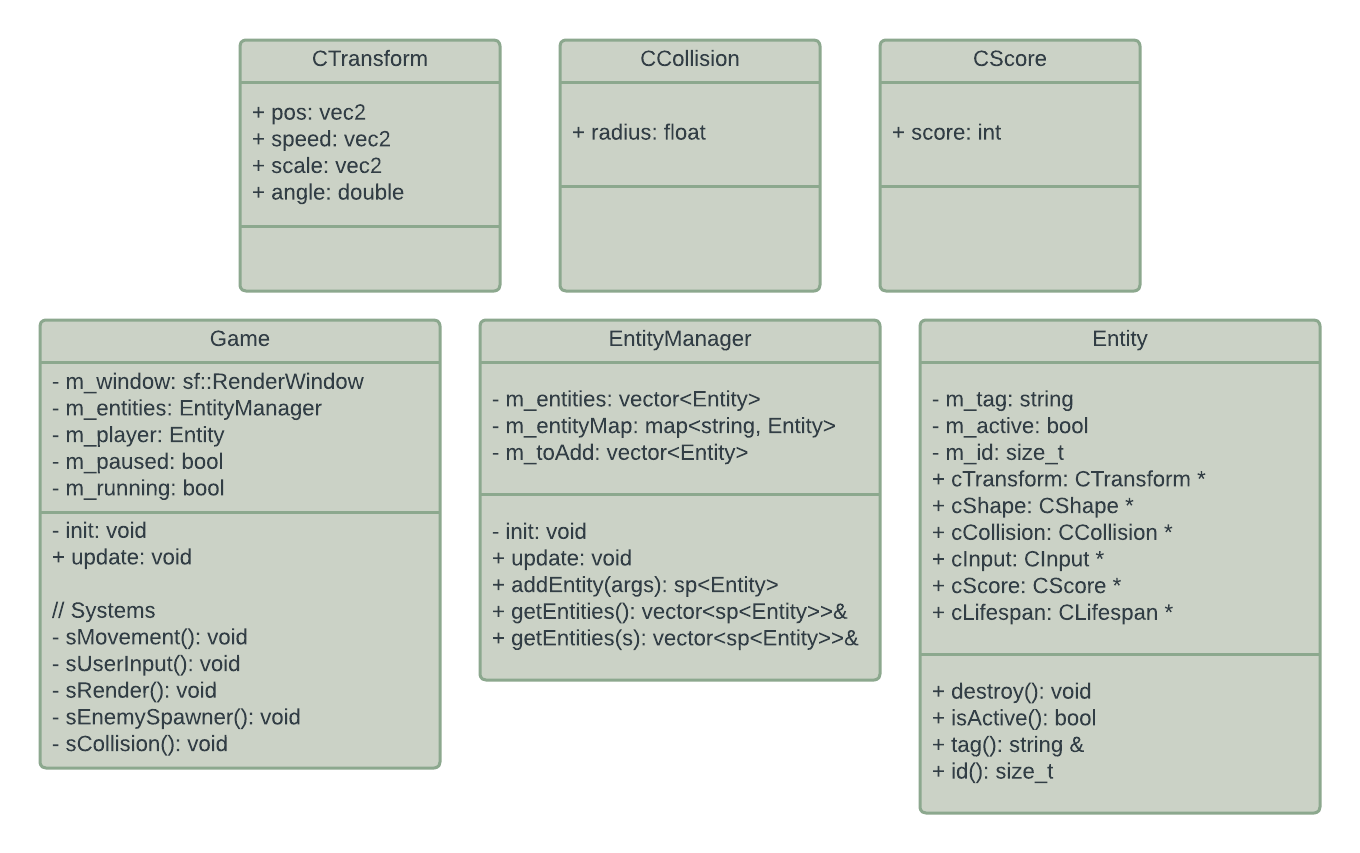 CTransform
+ pos: vec2
+ speed: vec2
+ scale: vec2
+ angle: double
CCollision
+ radius: float
CScore
+ score: int
Game
- m_window: sf::RenderWindow
- m_entities: EntityManager
- m_player: Entity
- m_paused: bool
- m_running: bool
- init: void
+ update: void
// Systems
- sMovement(): void
- sUserInput(): void
- sRender(): void
- sEnemySpawner(): void
- sCollision(): void
EntityManager
- m_entities: vector<Entity>
- m_entityMap: map<string, Entity>
- m_toAdd: vector<Entity>
- init: void
+ update: void
+ addEntity(args): sp<Entity>
+ getEntities(): vector<sp<Entity>>&
+ getEntities(s): vector<sp<Entity>>&
Entity
- m_tag: string
- m_active: bool
- m_id: size_t
+ cTransform: CTransform *
+ cShape: CShape *
+ cCollision: CCollision *
+ cInput: CInput *
+ cScore: CScore *
+ cLifespan: CLifespan *
+ destroy(): void
+ isActive(): bool
+ tag(): string &
+ id(): size_t